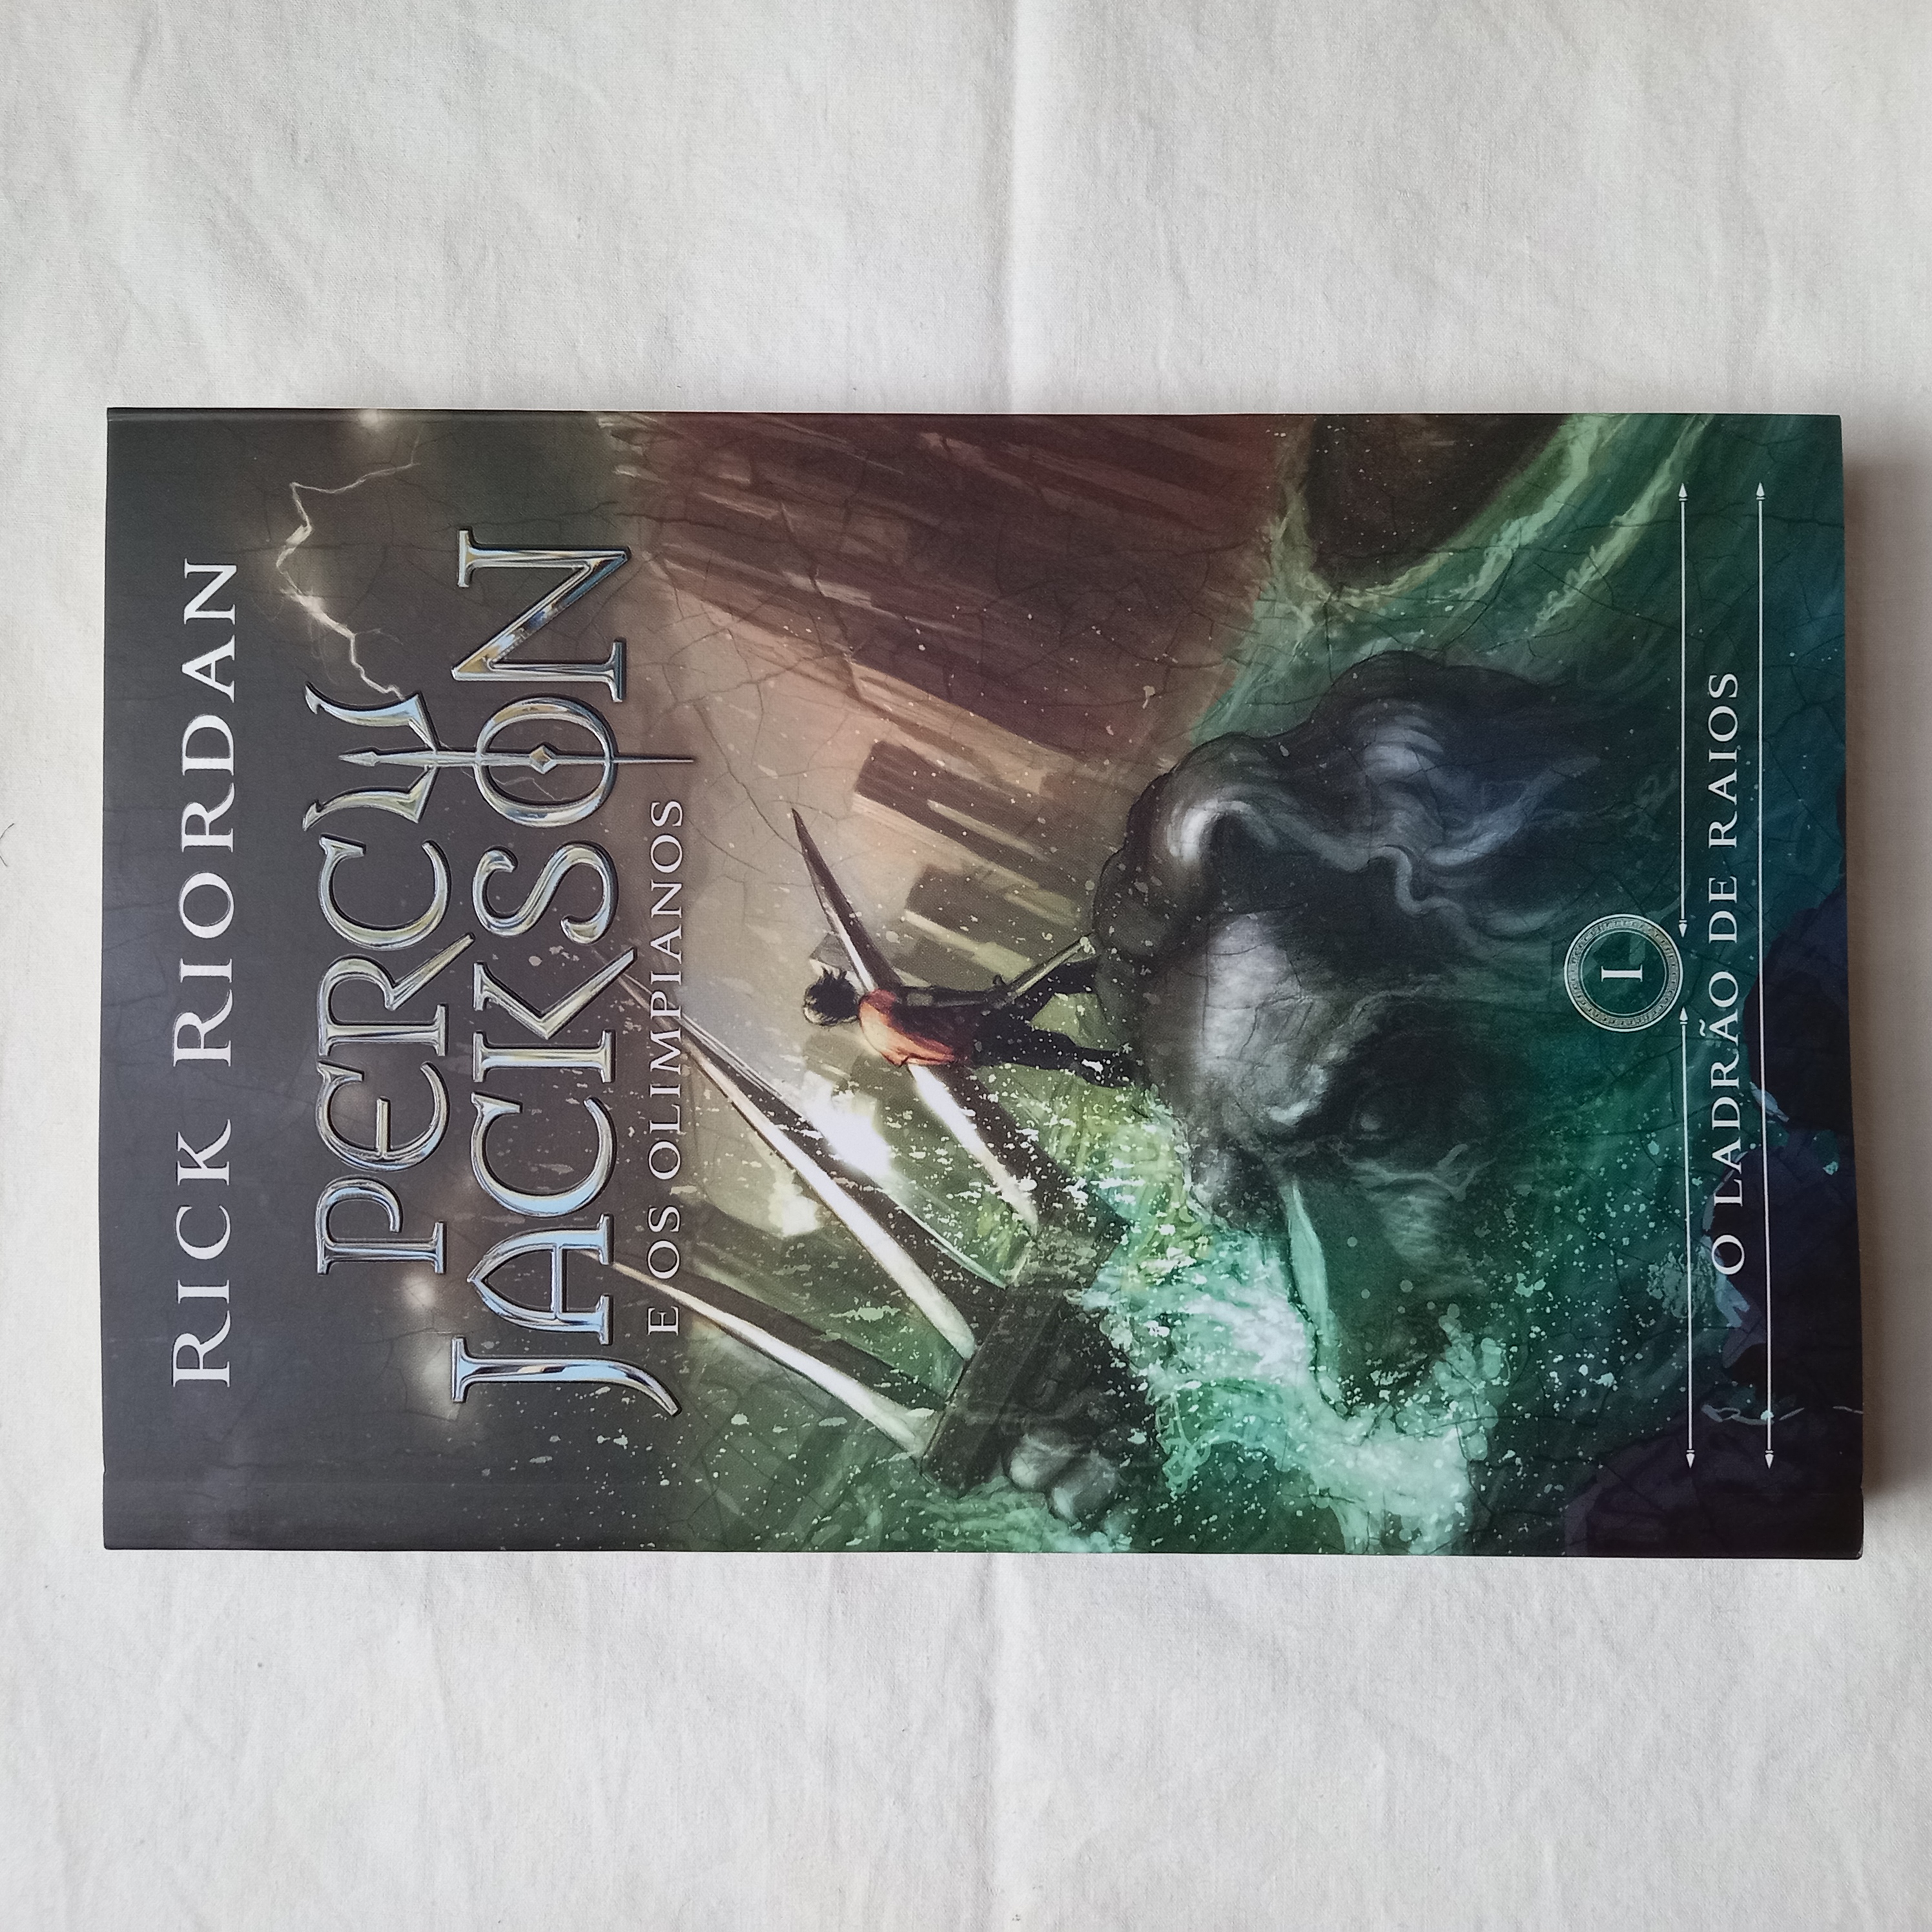 RICK RIORDAN
PERCY
JACKSON
E OS OLIMPIANOS
I
O LADRÃO DE RAIOS